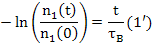 −ln(n₁(t)/n₁(0)) = t/τ_B (1′)